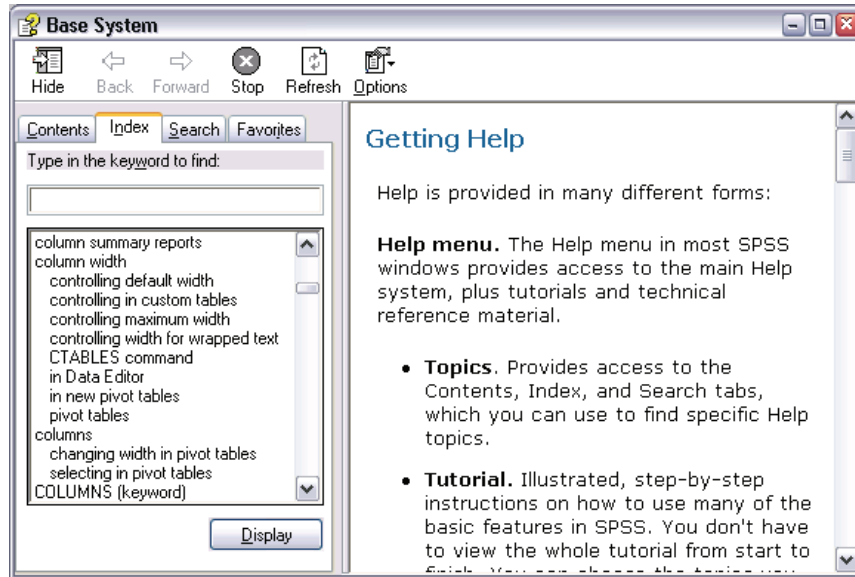 Base System
Hide Back Forward Stop Refresh Options
Contents Index Search Favorites
Type in the keyword to find:
column summary reports
column width
controlling default width
controlling in custom tables
controlling maximum width
controlling width for wrapped text
CTABLES command
in Data Editor
in new pivot tables
pivot tables
columns
changing width in pivot tables
selecting in pivot tables
COLUMNS (keyword)
Display
Getting Help
Help is provided in many different forms:
Help menu. The Help menu in most SPSS
windows provides access to the main Help
system, plus tutorials and technical
reference material.
• Topics. Provides access to the
Contents, Index, and Search tabs,
which you can use to find specific Help
topics.
• Tutorial. Illustrated, step-by-step
instructions on how to use many of the
basic features in SPSS. You don't have
to view the whole tutorial from start to
finish. You can choose the topics you